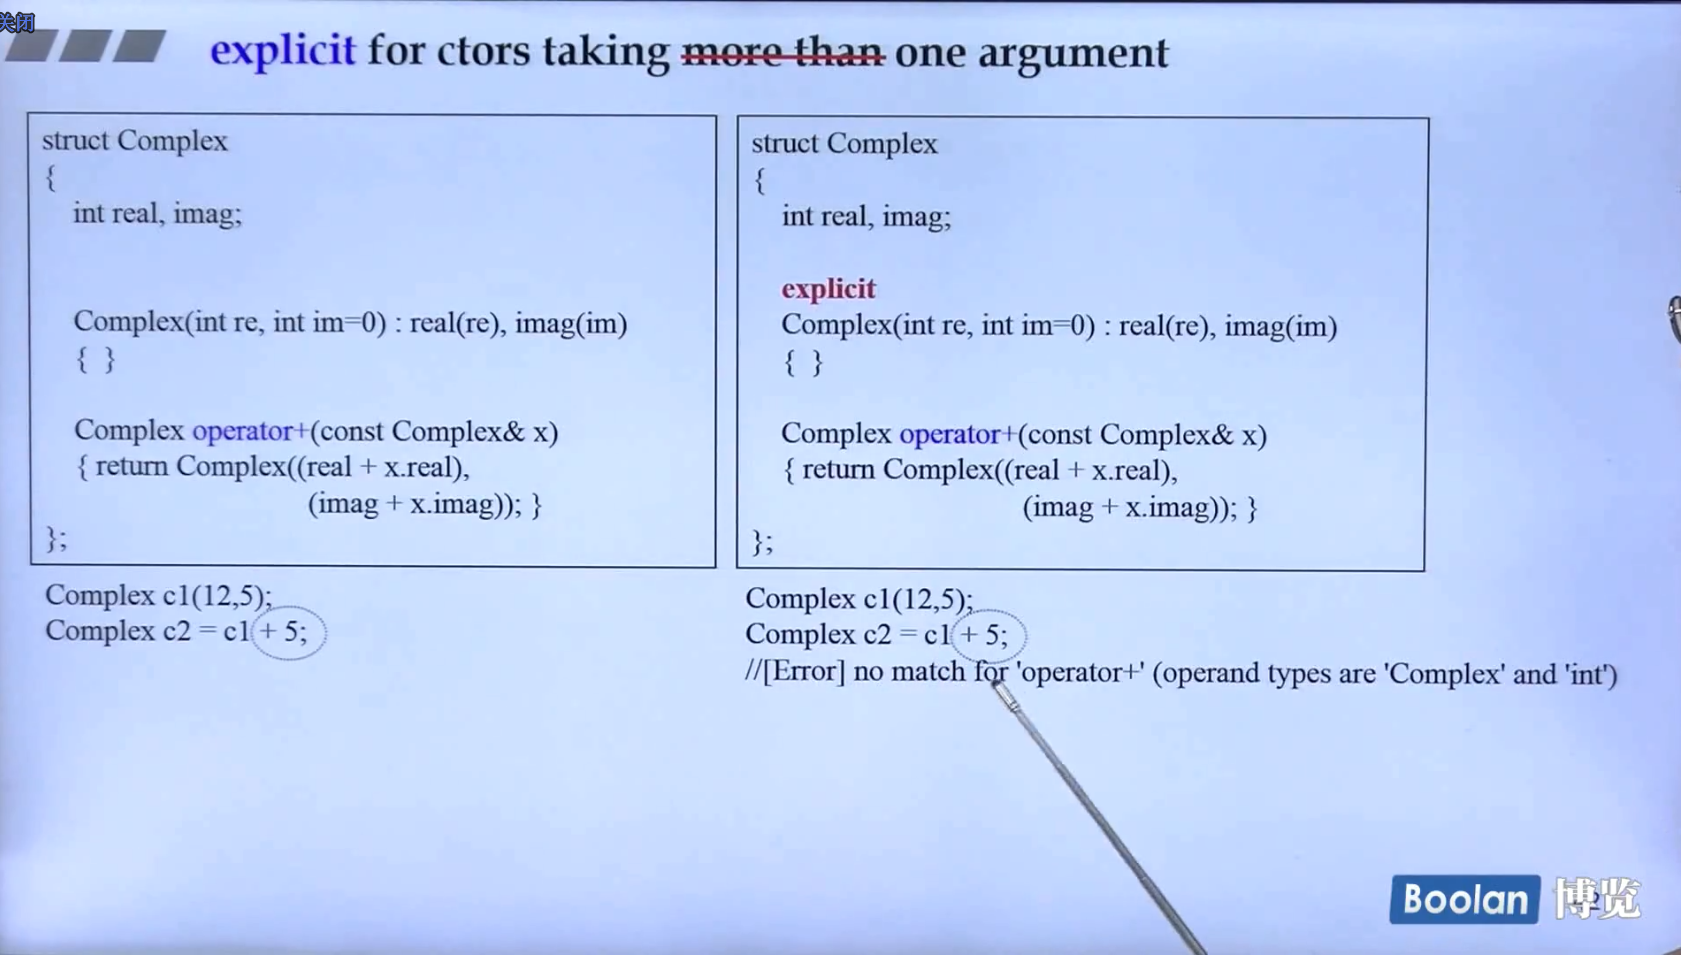 关闭
explicit for ctors taking more than one argument
struct Complex
{
int real, imag;
Complex(int re, int im=0) : real(re), imag(im)
{ }
Complex operator+(const Complex& x)
{ return Complex((real + x.real),
(imag + x.imag)); }
};
Complex c1(12,5);
Complex c2 = c1 + 5;
struct Complex
{
int real, imag;
explicit
Complex(int re, int im=0) : real(re), imag(im)
{ }
Complex operator+(const Complex& x)
{ return Complex((real + x.real),
(imag + x.imag)); }
};
Complex c1(12,5);
Complex c2 = c1 + 5;
//[Error] no match for 'operator+' (operand types are 'Complex' and 'int')
Boolan 博览